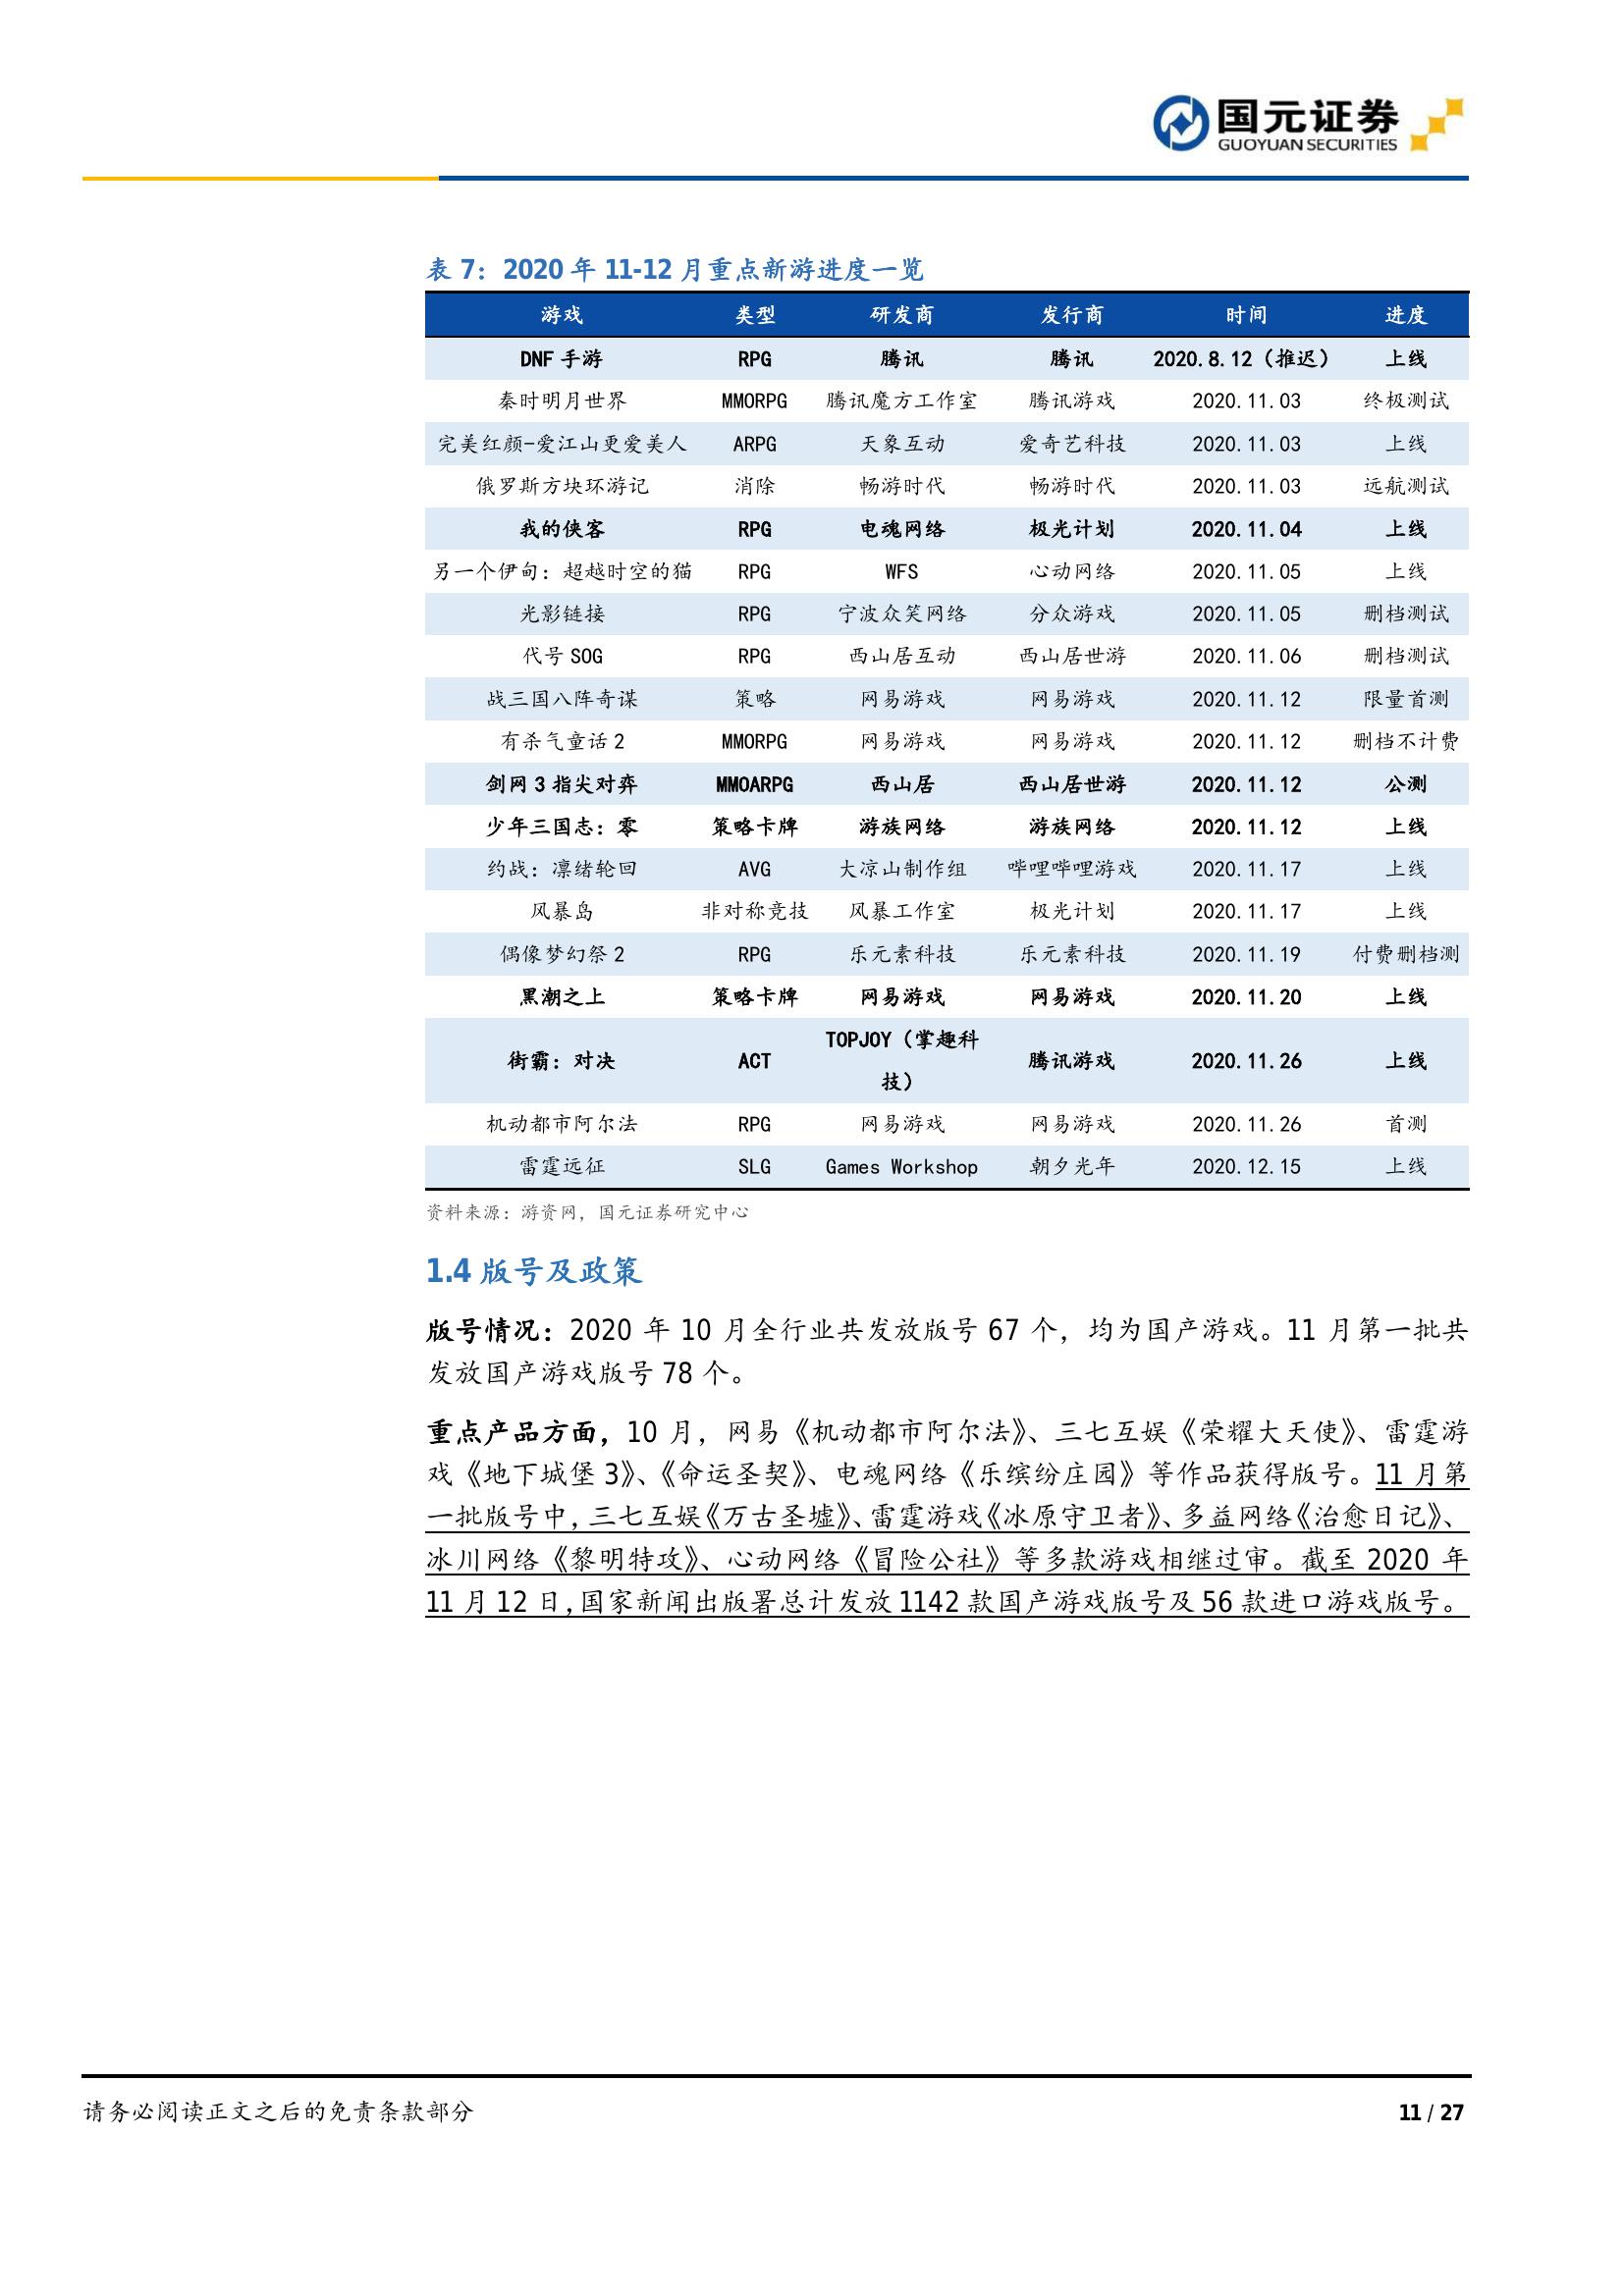 国元证券
GUOYUAN SECURITIES
表 7：2020 年 11-12 月重点新游进度一览
游戏 类型 研发商 发行商 时间 进度
DNF 手游 RPG 腾讯 腾讯 2020.8.12（推迟） 上线
秦时明月世界 MMORPG 腾讯魔方工作室 腾讯游戏 2020.11.03 终极测试
完美红颜-爱江山更爱美人 ARPG 天象互动 爱奇艺科技 2020.11.03 上线
俄罗斯方块环游记 消除 畅游时代 畅游时代 2020.11.03 远航测试
我的侠客 RPG 电魂网络 极光计划 2020.11.04 上线
另一个伊甸：超越时空的猫 RPG WFS 心动网络 2020.11.05 上线
光影链接 RPG 宁波众笑网络 分众游戏 2020.11.05 删档测试
代号 SOG RPG 西山居互动 西山居世游 2020.11.06 删档测试
战三国八阵奇谋 策略 网易游戏 网易游戏 2020.11.12 限量首测
有杀气童话 2 MMORPG 网易游戏 网易游戏 2020.11.12 删档不计费
剑网 3 指尖对弈 MMOARPG 西山居 西山居世游 2020.11.12 公测
少年三国志：零 策略卡牌 游族网络 游族网络 2020.11.12 上线
约战：凛绪轮回 AVG 大凉山制作组 哔哩哔哩游戏 2020.11.17 上线
风暴岛 非对称竞技 风暴工作室 极光计划 2020.11.17 上线
偶像梦幻祭 2 RPG 乐元素科技 乐元素科技 2020.11.19 付费删档测
黑潮之上 策略卡牌 网易游戏 网易游戏 2020.11.20 上线
街霸：对决 ACT TOPJOY（掌趣科 腾讯游戏 2020.11.26 上线
技）
机动都市阿尔法 RPG 网易游戏 网易游戏 2020.11.26 首测
雷霆远征 SLG Games Workshop 朝夕光年 2020.12.15 上线
资料来源：游资网，国元证券研究中心
1.4 版号及政策
版号情况：2020 年 10 月全行业共发放版号 67 个，均为国产游戏。11 月第一批共
发放国产游戏版号 78 个。
重点产品方面，10 月，网易《机动都市阿尔法》、三七互娱《荣耀大天使》、雷霆游
戏《地下城堡 3》、《命运圣契》、电魂网络《乐缤纷庄园》等作品获得版号。11 月第
一批版号中，三七互娱《万古圣墟》、雷霆游戏《冰原守卫者》、多益网络《治愈日记》、
冰川网络《黎明特攻》、心动网络《冒险公社》等多款游戏相继过审。截至 2020 年
11 月 12 日，国家新闻出版署总计发放 1142 款国产游戏版号及 56 款进口游戏版号。
请务必阅读正文之后的免责条款部分 11 / 27